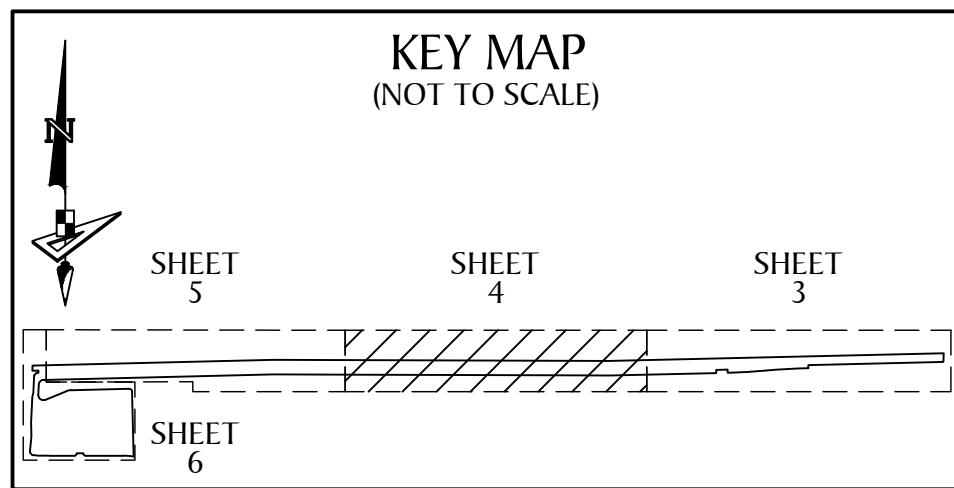 KEY MAP
(NOT TO SCALE)
N
SHEET
5
SHEET
4
SHEET
3
SHEET
6